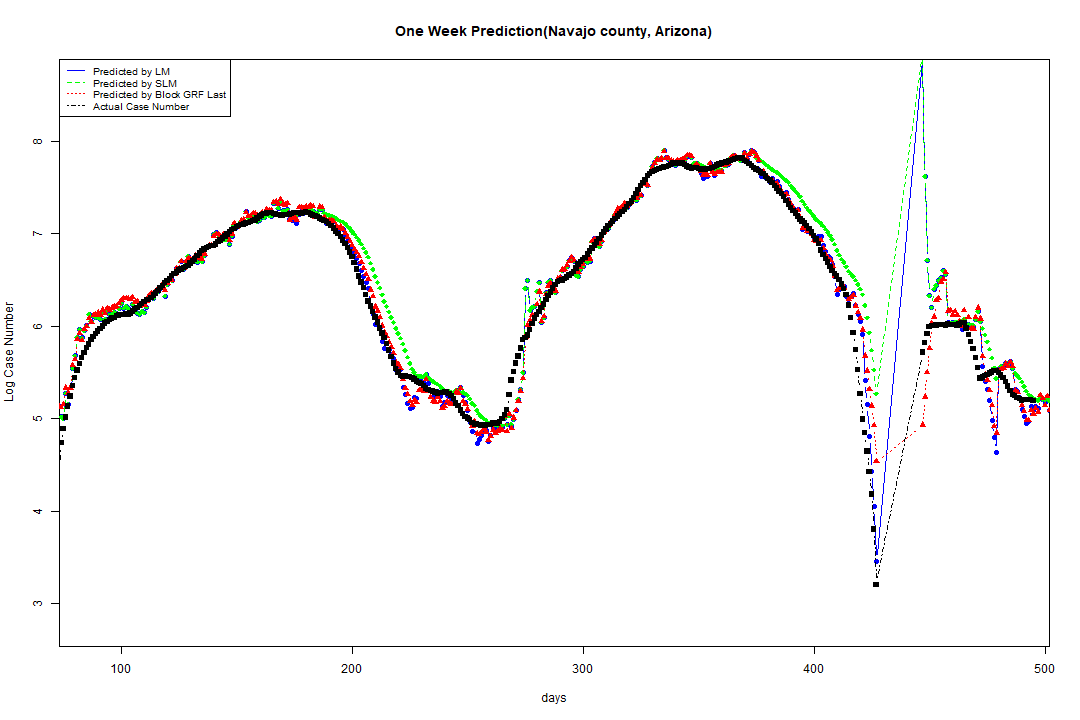 One Week Prediction(Navajo county, Arizona)
Predicted by LM
Predicted by SLM
Predicted by Block GRF Last
Actual Case Number
Log Case Number
8
7
6
5
4
3
100 200 300 400 500
days